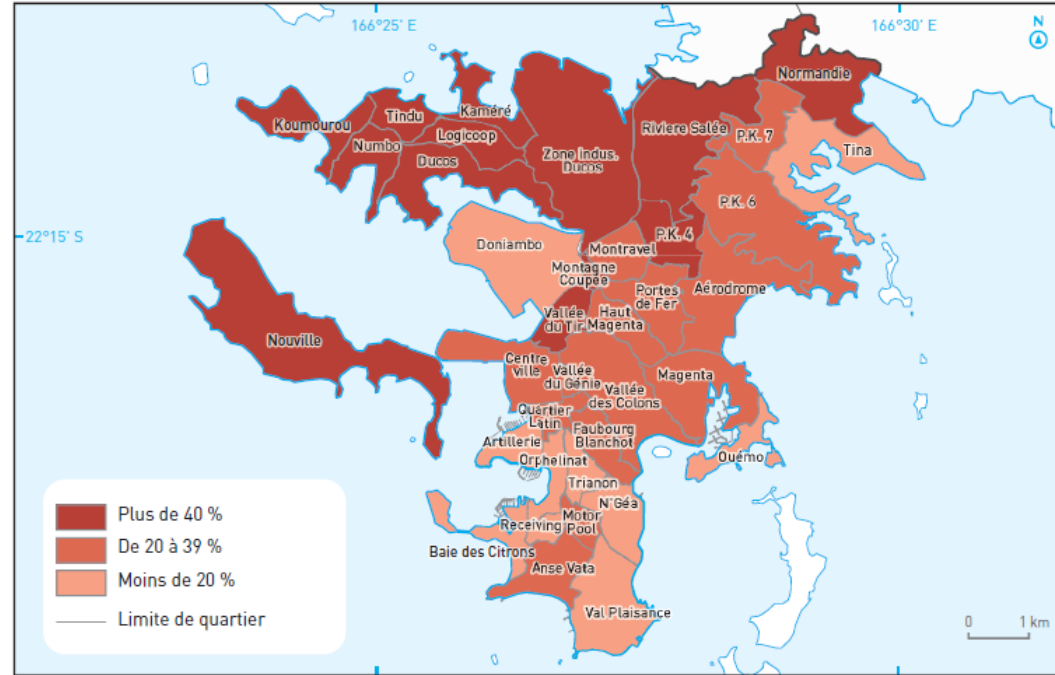 166°25' E
166°30' E
N
Normandie
Koumourou
Tindu
Kaméré
Numbo
Logicoop
Ducos
Zone Indus.
Ducos
Riviere Salée
P.K. 7
Tina
P.K. 6
22°15' S
Doniambo
Montravel
P.K. 4
Montagne
Coupée
Portes
de Fer
Aérodrome
Nouville
Vallée
du Tir
Haut
Magenta
Centre
ville
Vallée
du Génie
Vallée
des Colons
Magenta
Quartier
Latin
Artillerie
Faubourg
Blanchot
Orphelinat
Ouémo
Trianon
N'Géa
Receiving
Motor
Pool
Baie des Citrons
Anse Vata
Val Plaisance
Plus de 40 %
De 20 à 39 %
Moins de 20 %
Limite de quartier
0 1 km